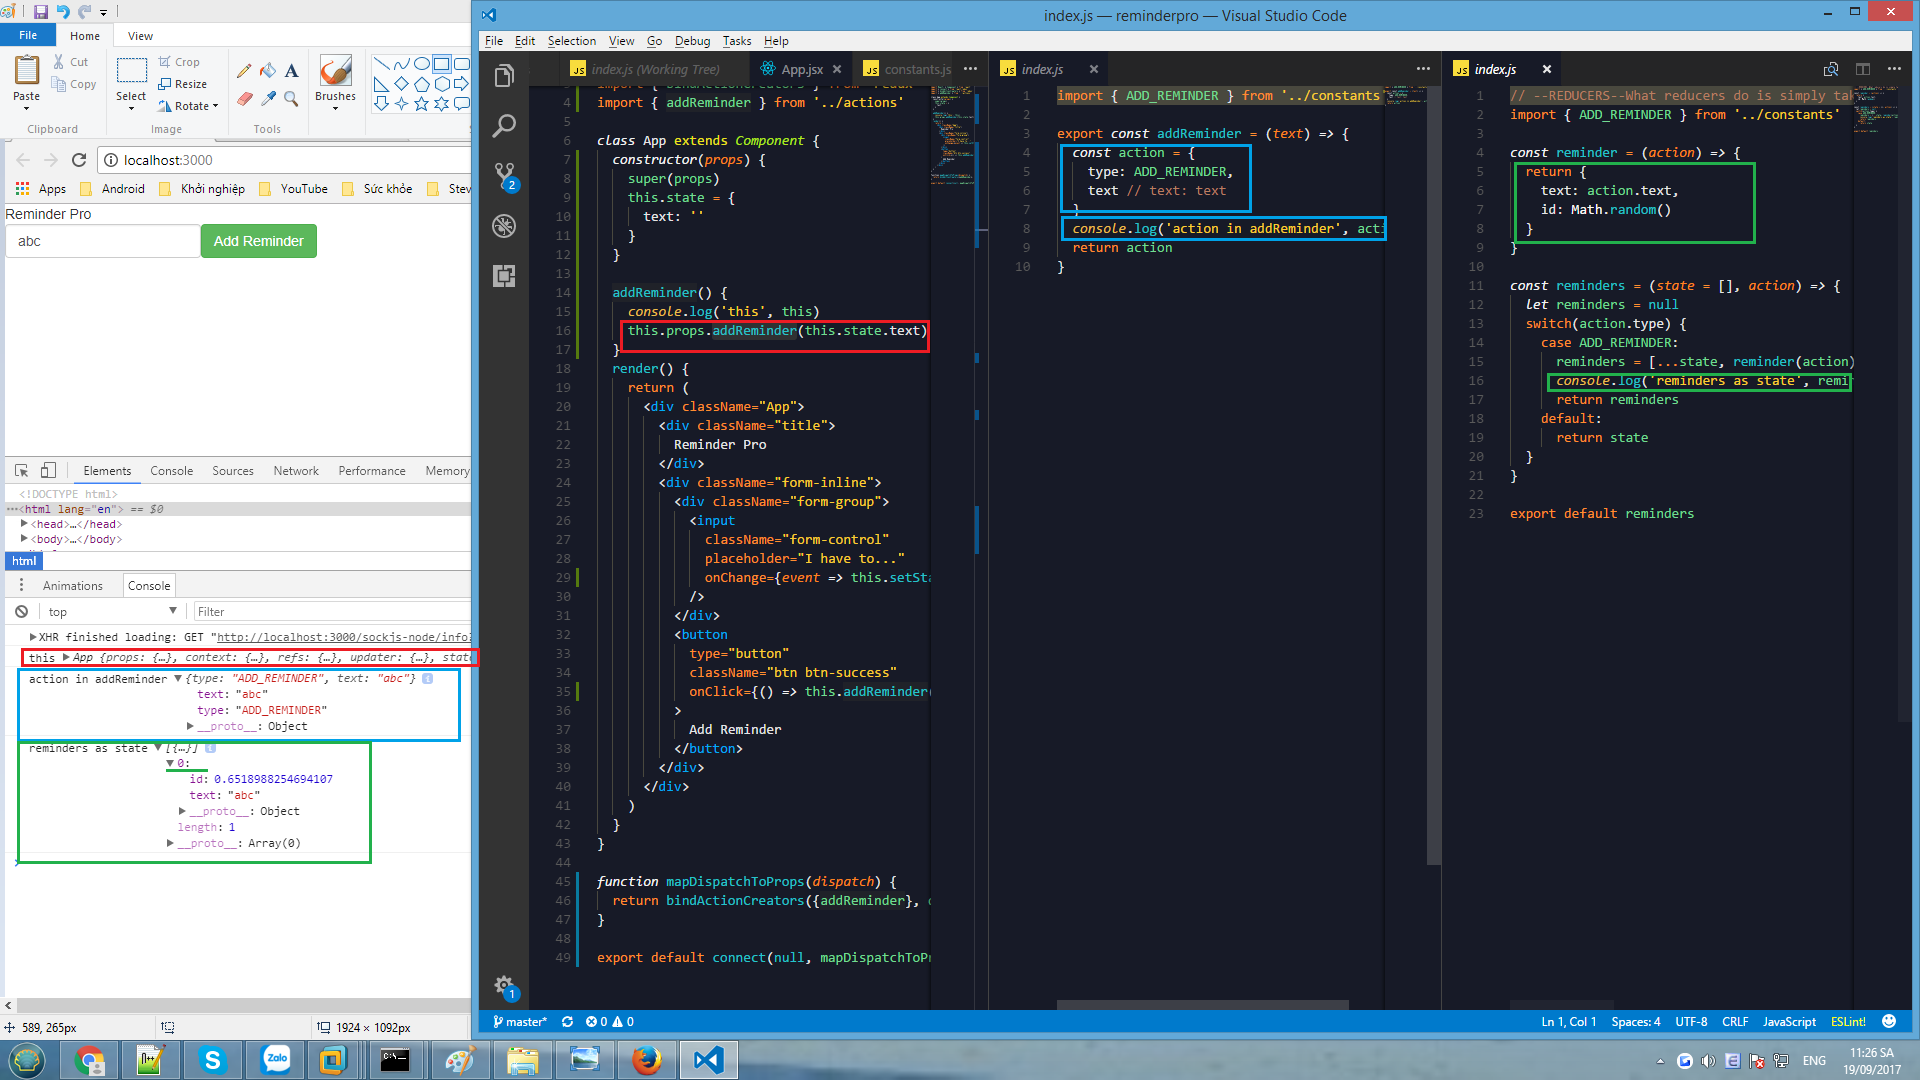 File
Home
View
Paste
Cut
Copy
Clipboard
Select
Crop
Resize
Rotate
Image
Tools
Brushes
localhost:3000
Apps
Android
Khởi nghiệp
YouTube
Sức khỏe
Stev
Reminder Pro
abc
Add Reminder
Elements
Console
Sources
Network
Performance
Memory
<!DOCTYPE html>
<html lang="en"> == $0
<head>…</head>
<body>…</body>
html
Animations
Console
top
Filter
XHR finished loading: GET "http://localhost:3000/sockjs-node/info
this App {props: {…}, context: {…}, refs: {…}, updater: {…}, state
action in addReminder {type: "ADD_REMINDER", text: "abc"}
text: "abc"
type: "ADD_REMINDER"
__proto__: Object
reminders as state [{…}]
0:
id: 0.6518988254694107
text: "abc"
__proto__: Object
length: 1
__proto__: Array(0)
589, 265px
1924 × 1092px
index.js — reminderpro — Visual Studio Code
File Edit Selection View Go Debug Tasks Help
index.js (Working Tree)
App.jsx
constants.js
4 import { addReminder } from '../actions'
5
6 class App extends Component {
7 constructor(props) {
8 super(props)
9 this.state = {
10 text: ''
11 }
12 }
13
14 addReminder() {
15 console.log('this', this)
16 this.props.addReminder(this.state.text)
17 }
18 render() {
19 return (
20 <div className="App">
21 <div className="title">
22 Reminder Pro
23 </div>
24 <div className="form-inline">
25 <div className="form-group">
26 <input
27 className="form-control"
28 placeholder="I have to..."
29 onChange={event => this.setSta
30 />
31 </div>
32 <button
33 type="button"
34 className="btn btn-success"
35 onClick={() => this.addReminder(
36 >
37 Add Reminder
38 </button>
39 </div>
40 </div>
41 )
42 }
43 }
44
45 function mapDispatchToProps(dispatch) {
46 return bindActionCreators({addReminder}, d
47 }
48
49 export default connect(null, mapDispatchToPr
index.js
1 import { ADD_REMINDER } from '../constants'
2
3 export const addReminder = (text) => {
4 const action = {
5 type: ADD_REMINDER,
6 text // text: text
7 }
8 console.log('action in addReminder', acti
9 return action
10 }
index.js
1 // --REDUCERS--What reducers do is simply tak
2 import { ADD_REMINDER } from '../constants'
3
4 const reminder = (action) => {
5 return {
6 text: action.text,
7 id: Math.random()
8 }
9 }
10
11 const reminders = (state = [], action) => {
12 let reminders = null
13 switch(action.type) {
14 case ADD_REMINDER:
15 reminders = [...state, reminder(action)
16 console.log('reminders as state', remi
17 return reminders
18 default:
19 return state
20 }
21 }
22
23 export default reminders
2
1
master*
0 0
Ln 1, Col 1
Spaces: 4
UTF-8
CRLF
JavaScript
ESLint!
Zalo
ENG
11:26 SA
19/09/2017